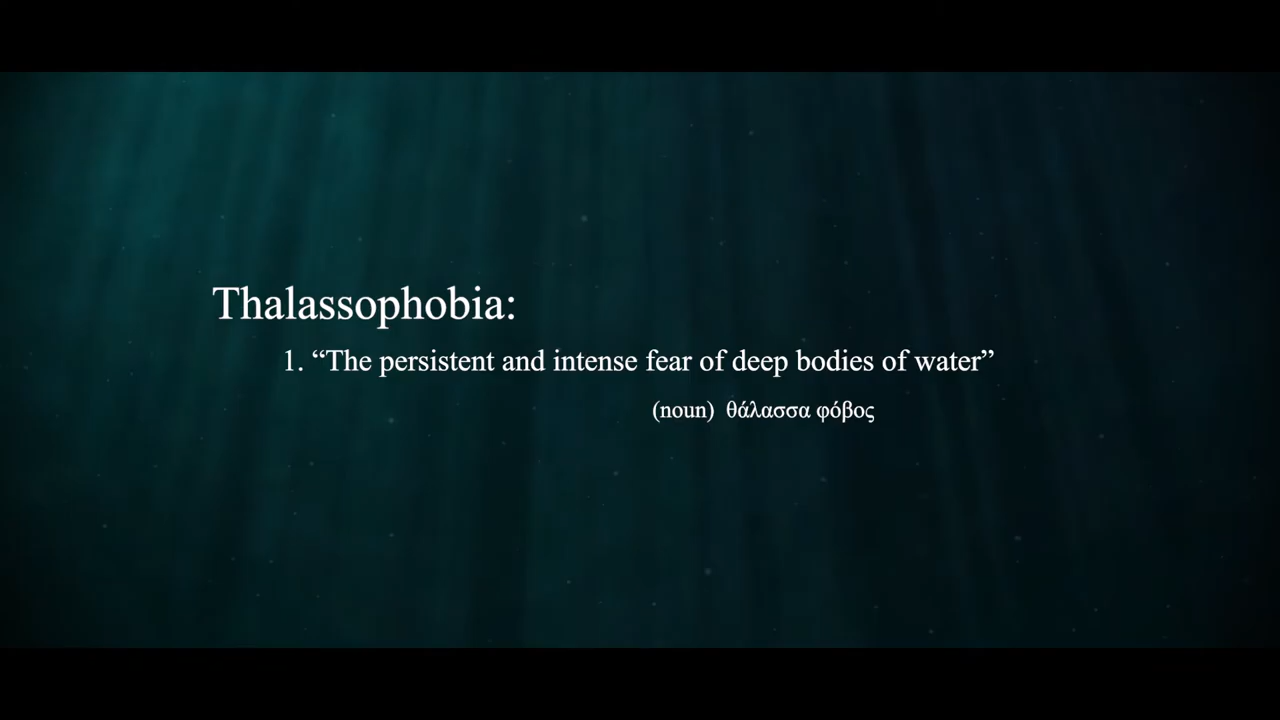 Thalassophobia:
1. “The persistent and intense fear of deep bodies of water”
(noun) θάλασσα φόβος